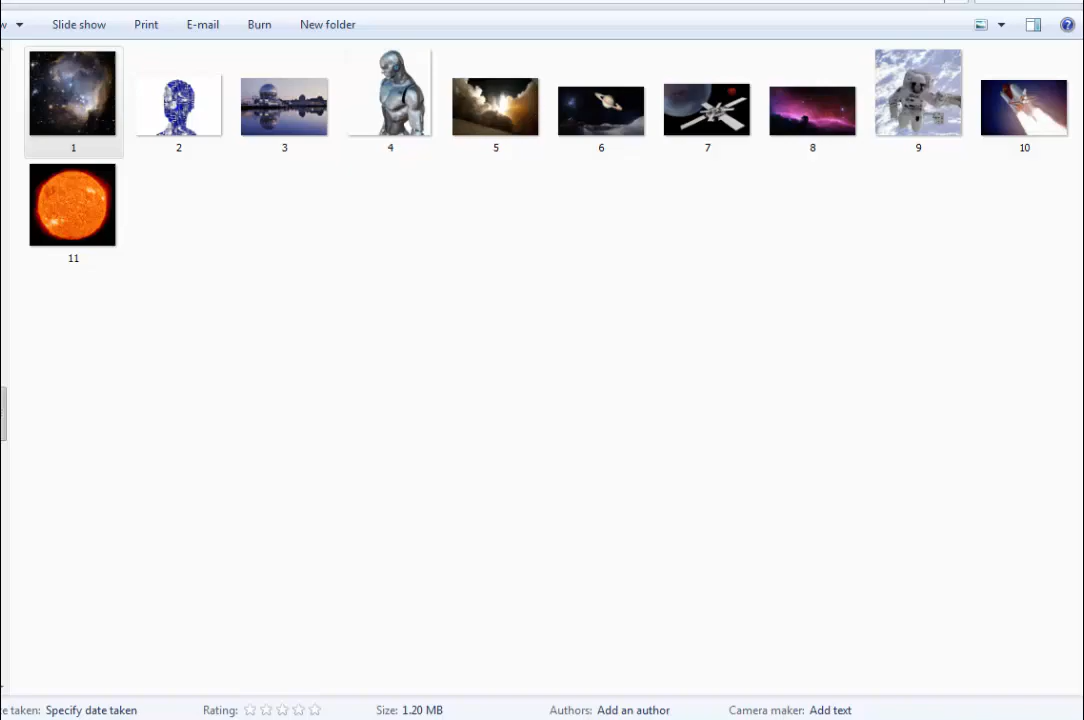 w Slide show Print E-mail Burn New folder
1 2 3 4 5 6 7 8 9 10
11
e taken: Specify date taken Rating: Size: 1.20 MB Authors: Add an author Camera maker: Add text